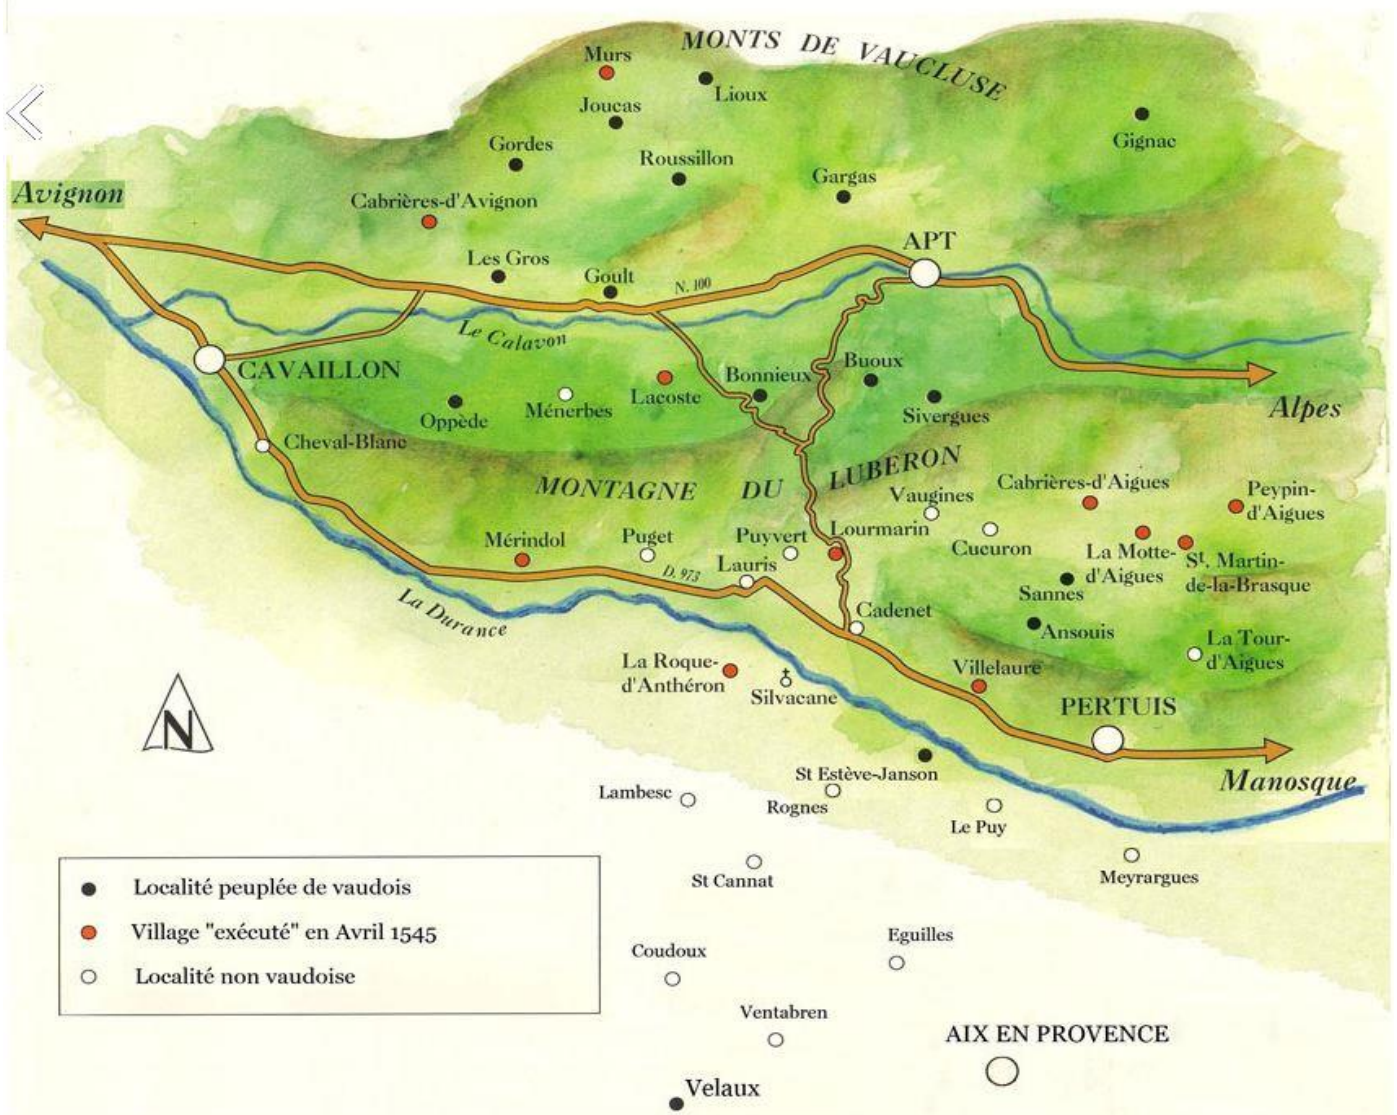 MONTS DE VAUCLUSE
Murs
Lioux
Joucas
Gignac
Gordes
Roussillon
Gargas
Avignon
Cabrières-d'Avignon
APT
Les Gros
Goult
N. 100
Le Calavon
CAVAILLON
Buoux
Bonnieux
Lacoste
Ménerbes
Oppède
Sivergues
Alpes
Cheval-Blanc
MONTAGNE DU LUBERON
Cabrières-d'Aigues
Peypin-
d'Aigues
Vaugines
Lourmarin
Cucuron
Mérindol
Puget
Puyvert
Lauris
D. 973
La Motte-
d'Aigues
St. Martin-
de-la-Brasque
Sannes
La Durance
Cadenet
Ansouis
La Tour-
d'Aigues
La Roque-
d'Anthéron
Silvacane
Villelaure
PERTUIS
N
St Estève-Janson
Manosque
Lambesc
Rognes
Le Puy
St Cannat
Meyrargues
Localité peuplée de vaudois
Village "exécuté" en Avril 1545
Localité non vaudoise
Coudoux
Eguilles
Ventabren
AIX EN PROVENCE
Velaux